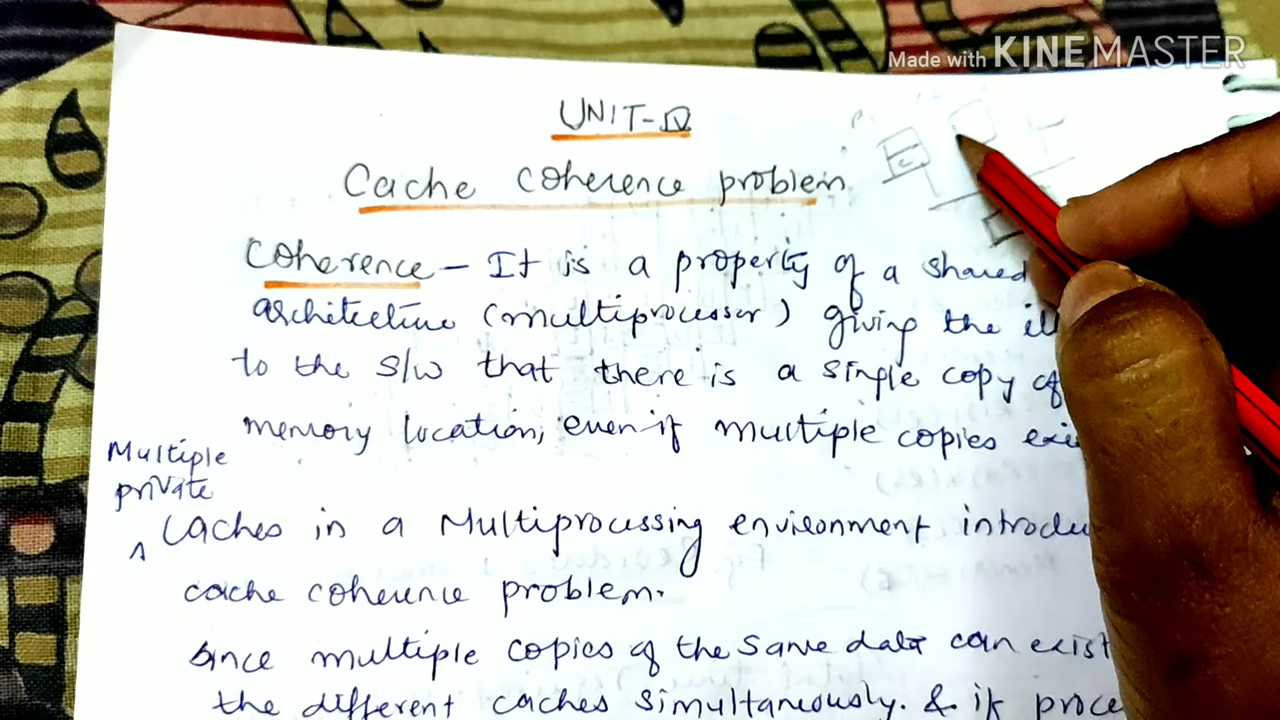 Made with KINEMASTER
UNIT-IV
Cache coherence problem
Coherence - It is a property of a shared
architecture (multiprocessor) giving the
to the s/w that there is a single copy of
memory location, even if multiple copies
Multiple
private
^ Caches in a Multiprocessing environment
cache coherence problem.
Since multiple copies of the same data can exist
the different caches simultaneously. & if